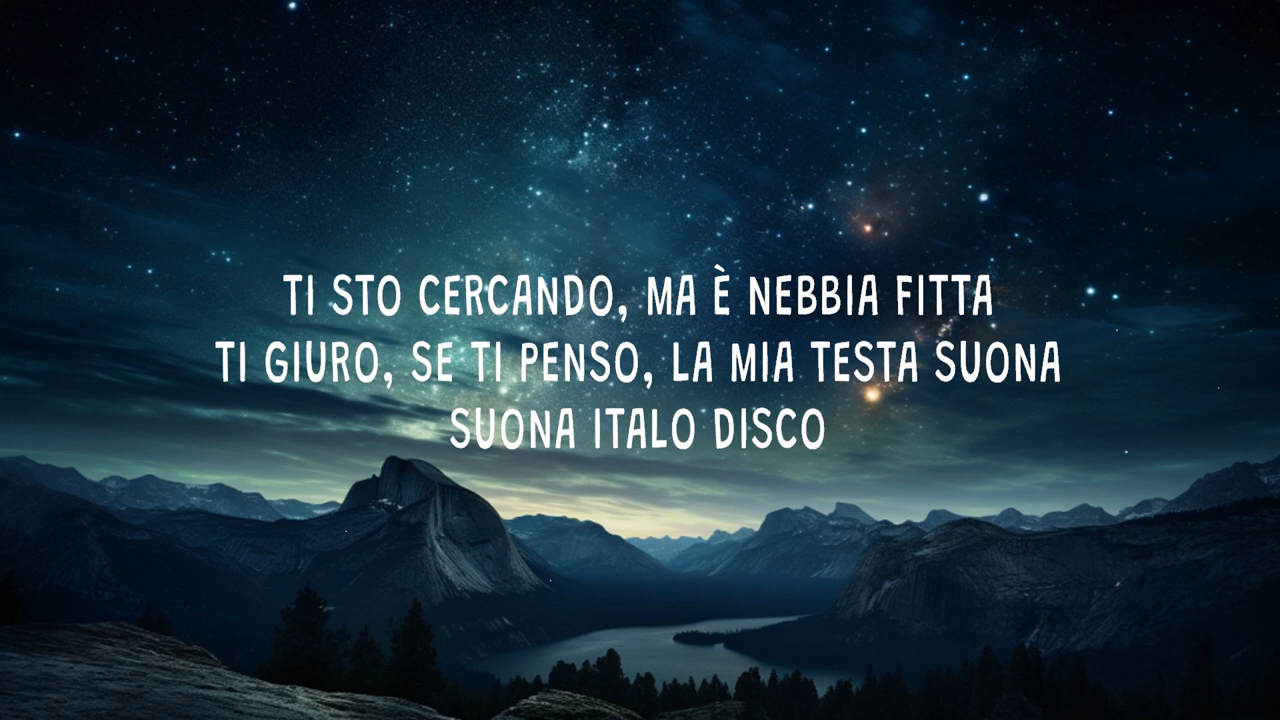 TI STO CERCANDO, MA È NEBBIA FITTA
TI GIURO, SE TI PENSO, LA MIA TESTA SUONA
SUONA ITALO DISCO